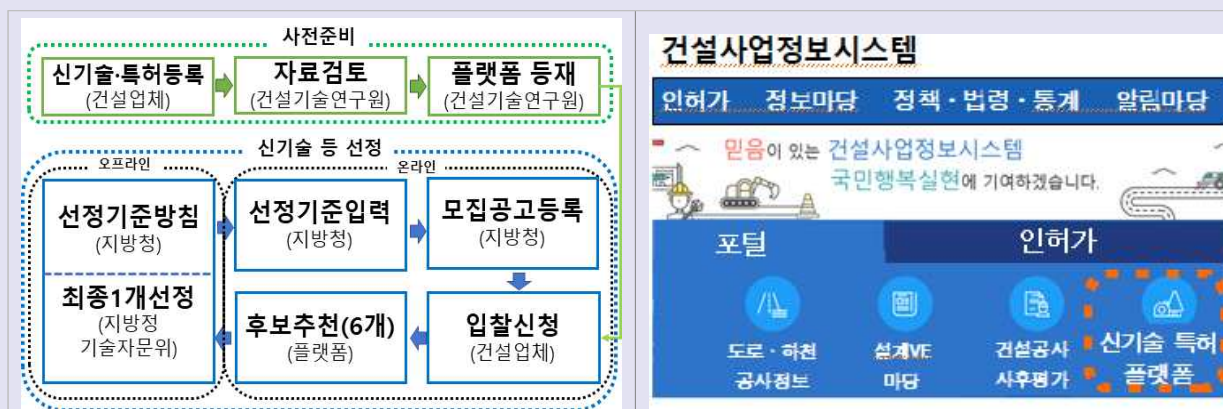 사전준비
신기술·특허등록
(건설업체)
자료검토
(건설기술연구원)
플랫폼 등재
(건설기술연구원)
신기술 등 선정
오프라인
온라인
선정기준방침
(지방청)
선정기준입력
(지방청)
모집공고등록
(지방청)
최종1개선정
(지방정
기술자문위)
후보추천(6개)
(플랫폼)
입찰신청
(건설업체)
건설사업정보시스템
인허가 정보마당 정책·법령·통계 알림마당
믿음이 있는 건설사업정보시스템
국민행복실현에 기여하겠습니다.
포털 인허가
도로·하천
공사정보
설계VE
마당
건설공사
사후평가
신기술 특허
플랫폼